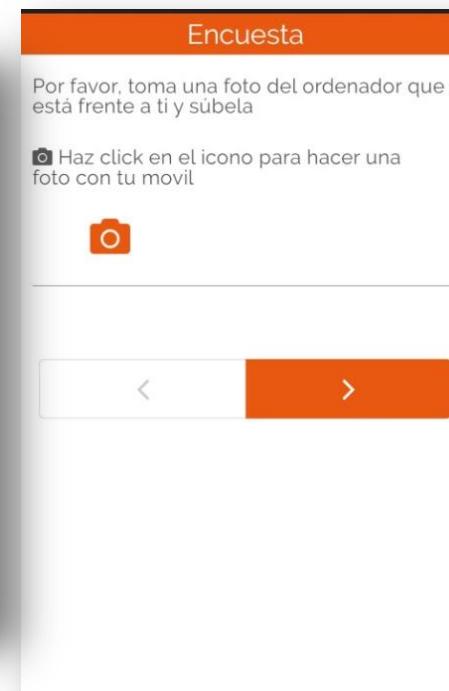 Encuesta
Por favor, toma una foto del ordenador que
está frente a ti y súbela
Haz click en el icono para hacer una
foto con tu movil